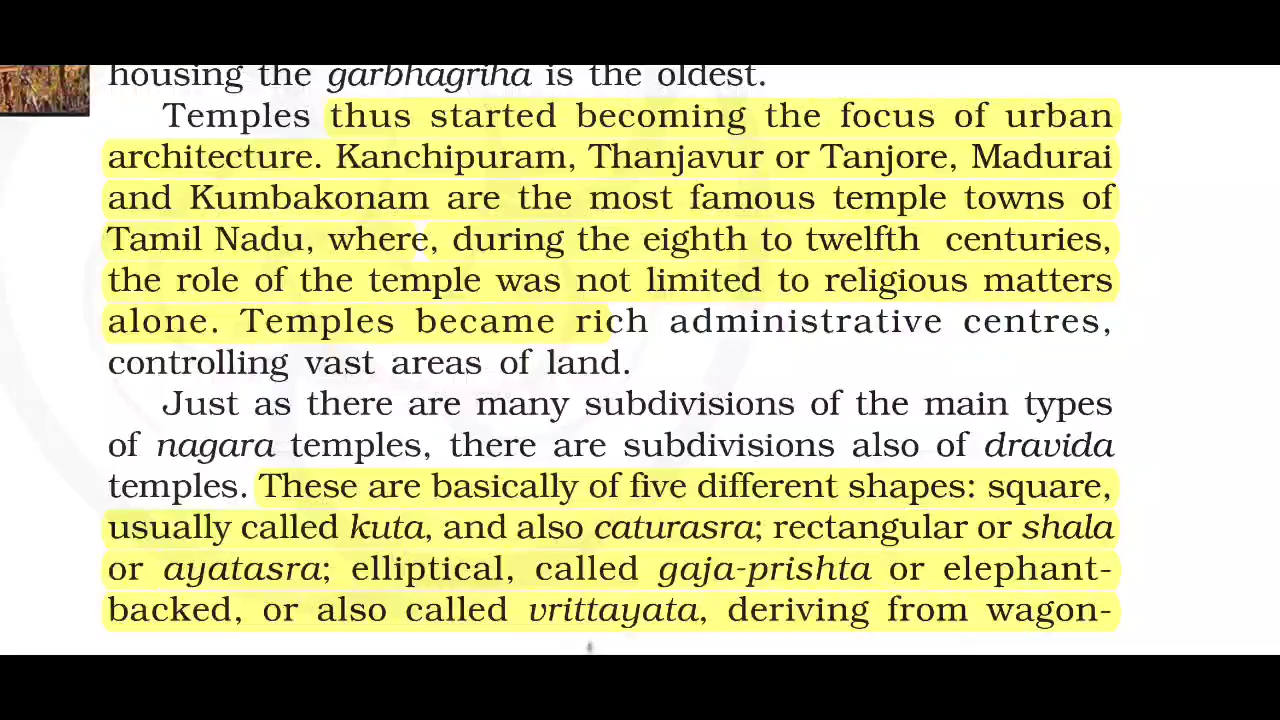 housing the garbhagriha is the oldest.
Temples thus started becoming the focus of urban
architecture. Kanchipuram, Thanjavur or Tanjore, Madurai
and Kumbakonam are the most famous temple towns of
Tamil Nadu, where, during the eighth to twelfth centuries,
the role of the temple was not limited to religious matters
alone. Temples became rich administrative centres,
controlling vast areas of land.
Just as there are many subdivisions of the main types
of nagara temples, there are subdivisions also of dravida
temples. These are basically of five different shapes: square,
usually called kuta, and also caturasra; rectangular or shala
or ayatasra; elliptical, called gaja-prishta or elephant-
backed, or also called vrittayata, deriving from wagon-